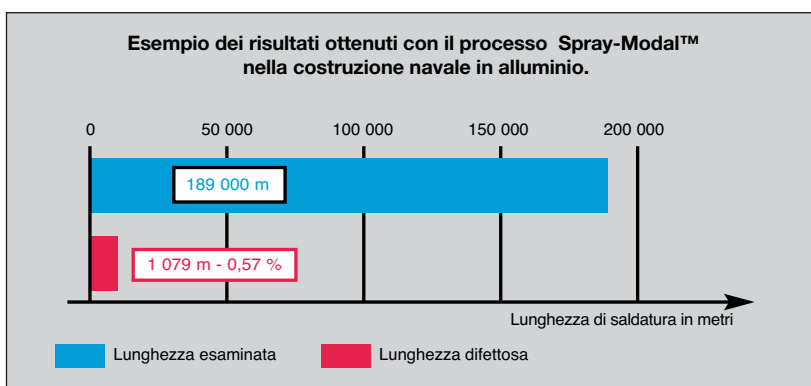 Esempio dei risultati ottenuti con il processo Spray-Modal™
nella costruzione navale in alluminio.
0 50 000 100 000 150 000 200 000
189 000 m
1 079 m - 0,57 %
Lunghezza di saldatura in metri
Lunghezza esaminata Lunghezza difettosa